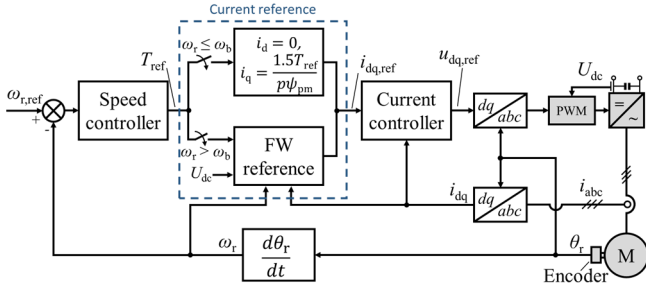 Current reference
ω_r ≤ ω_b
i_d = 0,
i_q = 1.5T_ref / pψ_pm
T_ref
i_dq,ref
u_dq,ref
U_dc
ω_r,ref
+
-
Speed controller
Current controller
dq
abc
PWM
=
~
ω_r > ω_b
FW reference
U_dc
i_dq
dq
abc
i_abc
ω_r
dθ_r / dt
θ_r
M
Encoder